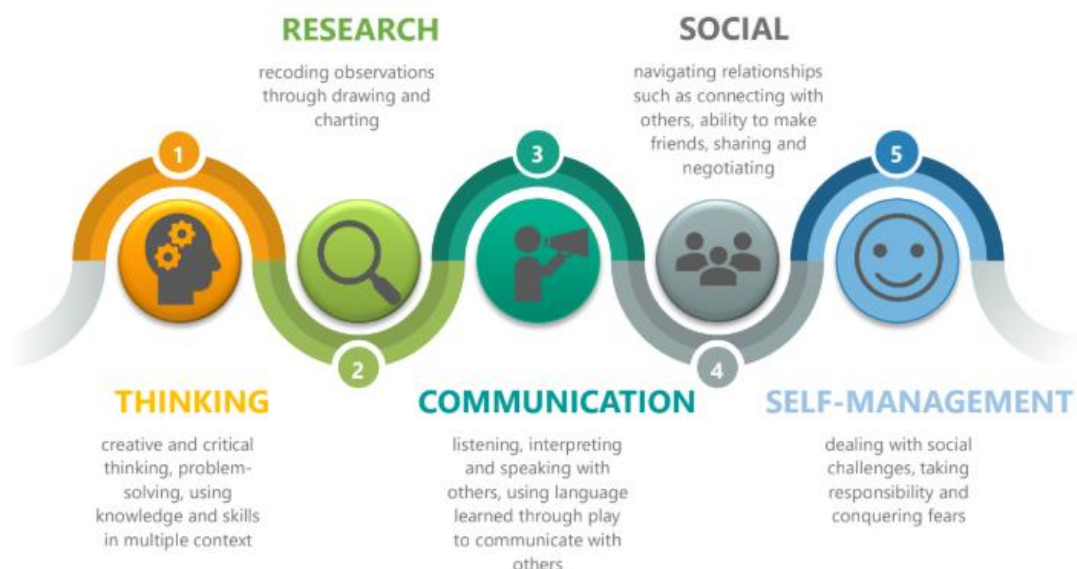 RESEARCH
recoding observations
through drawing and
charting
SOCIAL
navigating relationships
such as connecting with
others, ability to make
friends, sharing and
negotiating
1
3
5
2
4
THINKING
creative and critical
thinking, problem-
solving, using
knowledge and skills
in multiple context
COMMUNICATION
listening, interpreting
and speaking with
others, using language
learned through play
to communicate with
others
SELF-MANAGEMENT
dealing with social
challenges, taking
responsibility and
conquering fears